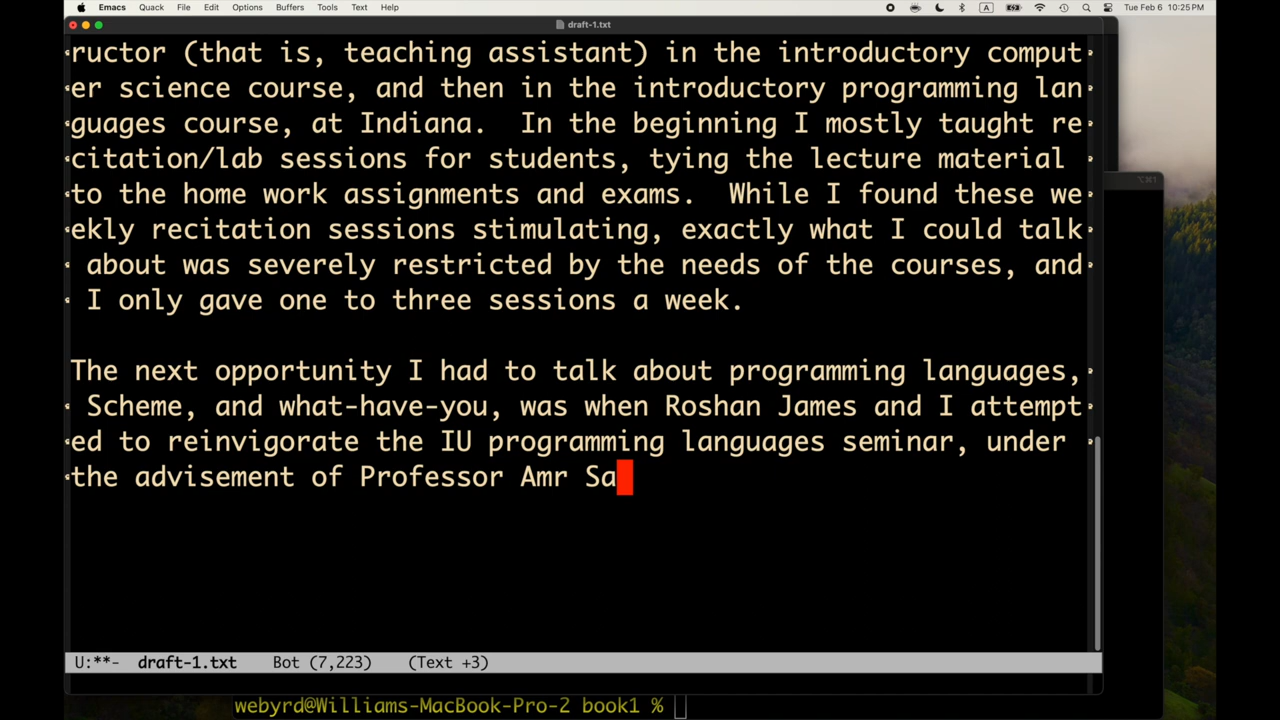 Emacs Quack File Edit Options Buffers Tools Text Help A Tue Feb 6 10:25 PM
draft-1.txt
ructor (that is, teaching assistant) in the introductory comput
er science course, and then in the introductory programming lan
guages course, at Indiana.  In the beginning I mostly taught re
citation/lab sessions for students, tying the lecture material
to the home work assignments and exams.  While I found these we
ekly recitation sessions stimulating, exactly what I could talk
 about was severely restricted by the needs of the courses, and
 I only gave one to three sessions a week.
The next opportunity I had to talk about programming languages,
 Scheme, and what-have-you, was when Roshan James and I attempt
ed to reinvigorate the IU programming languages seminar, under
the advisement of Professor Amr Sa
U:**-  draft-1.txt    Bot (7,223)    (Text +3)
webyrd@Williams-MacBook-Pro-2 book1 %
⌥⌘1